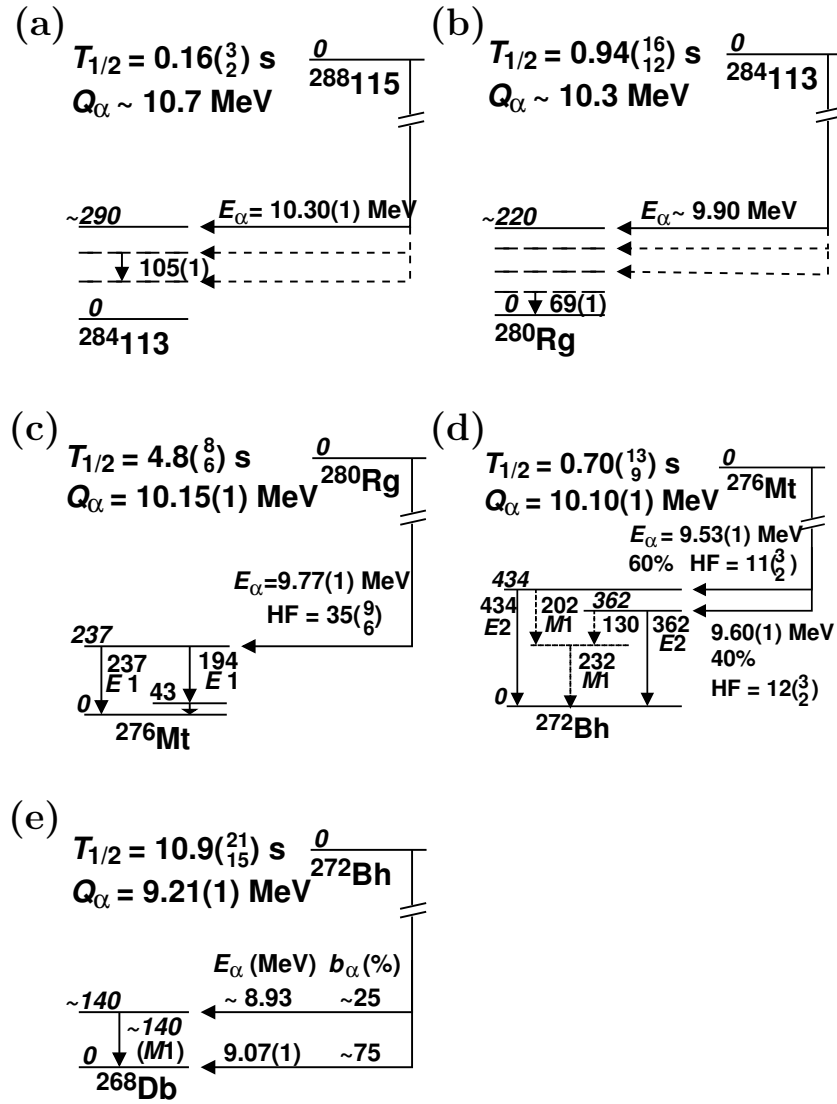 (a)
T1/2 = 0.16(3 2) s
Qα ~ 10.7 MeV
0
288115
~290
Eα= 10.30(1) MeV
105(1)
0
284113
(b)
T1/2 = 0.94(16 12) s
Qα ~ 10.3 MeV
0
284113
~220
Eα~ 9.90 MeV
0
69(1)
280Rg
(c)
T1/2 = 4.8(8 6) s
Qα = 10.15(1) MeV
0
280Rg
Eα=9.77(1) MeV
HF = 35(9 6)
237
237
E1
194
E1
43
0
276Mt
(d)
T1/2 = 0.70(13 9) s
Qα = 10.10(1) MeV
0
276Mt
Eα= 9.53(1) MeV
60% HF = 11(3 2)
434
434
E2
202
M1
362
130
362
E2
232
M1
9.60(1) MeV
40%
HF = 12(3 2)
0
272Bh
(e)
T1/2 = 10.9(21 15) s
Qα = 9.21(1) MeV
0
272Bh
Eα (MeV) bα(%)
~140
~ 8.93 ~25
~140
(M1)
0
9.07(1) ~75
268Db